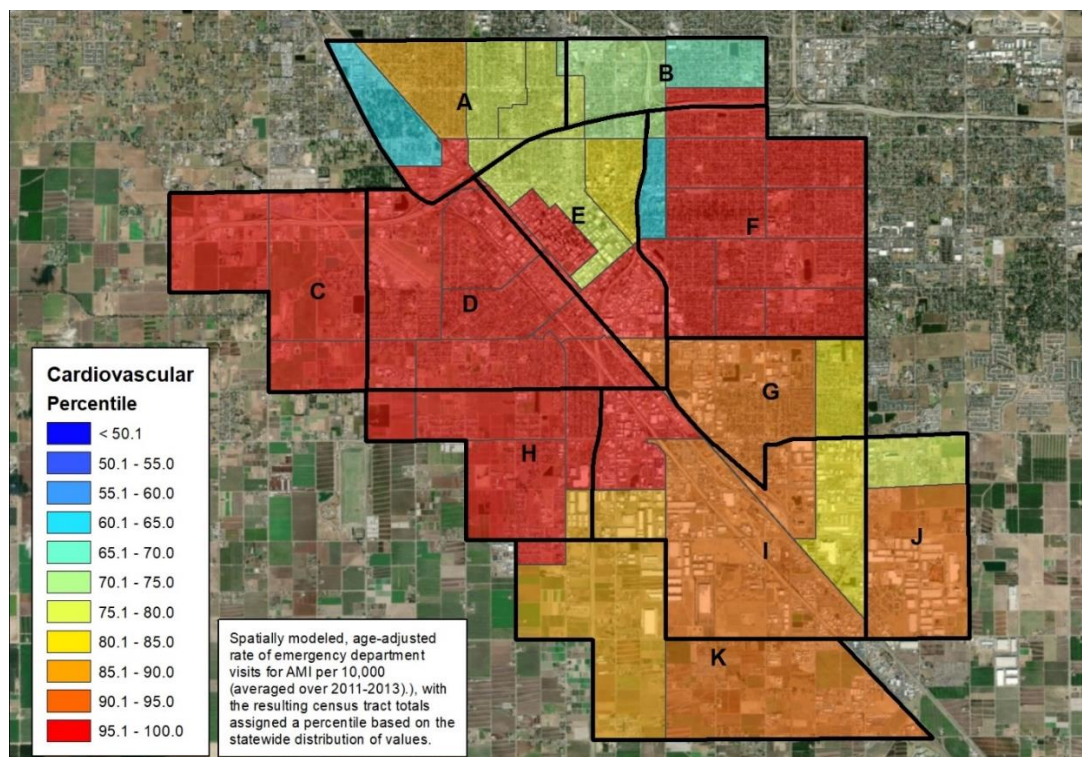 A
B
E
F
C
D
G
H
I
J
K
Cardiovascular
Percentile
< 50.1
50.1 - 55.0
55.1 - 60.0
60.1 - 65.0
65.1 - 70.0
70.1 - 75.0
75.1 - 80.0
80.1 - 85.0
85.1 - 90.0
90.1 - 95.0
95.1 - 100.0
Spatially modeled, age-adjusted
rate of emergency department
visits for AMI per 10,000
(averaged over 2011-2013).), with
the resulting census tract totals
assigned a percentile based on the
statewide distribution of values.